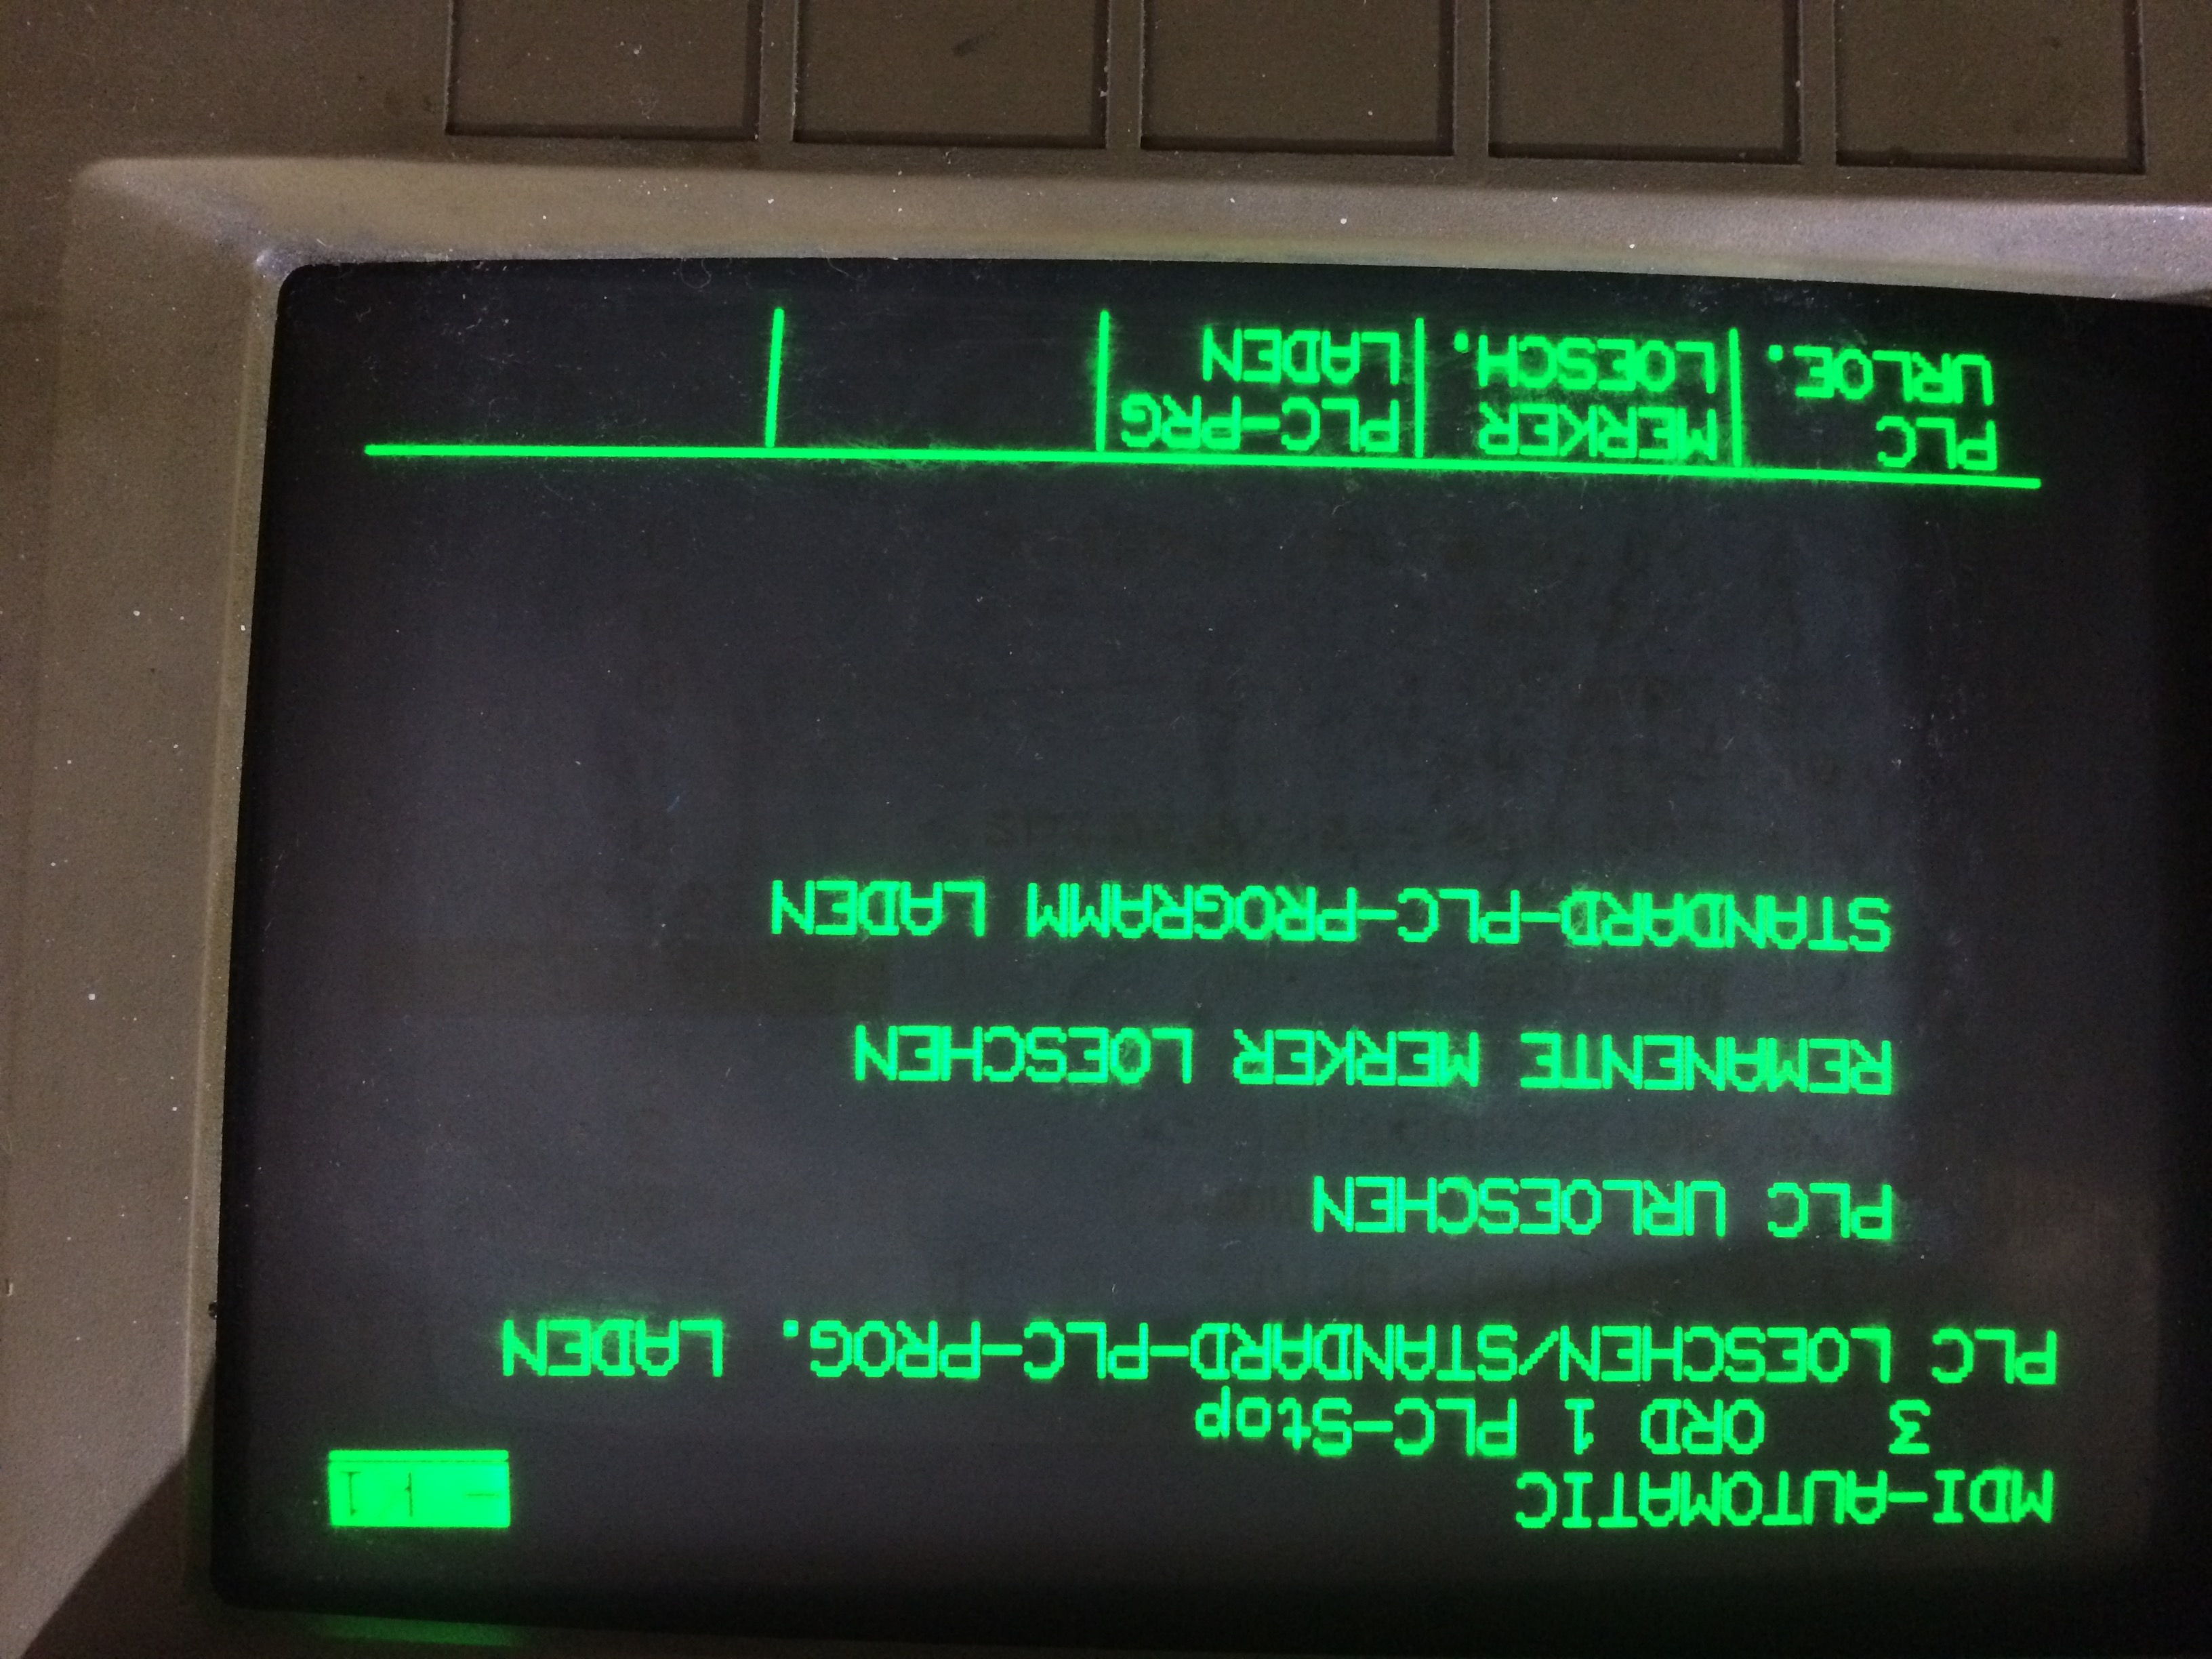 MDI-AUTOMATIC
3 ORD 1 PLC-Stop
PLC LOESCHEN/STANDARD-PLC-PROG. LADEN
PLC URLOESCHEN
REMANENTE MERKER LOESCHEN
STANDARD-PLC-PROGRAMM LADEN
PLC MERKER PLC-PRG
URLOE. LOESCH. LADEN